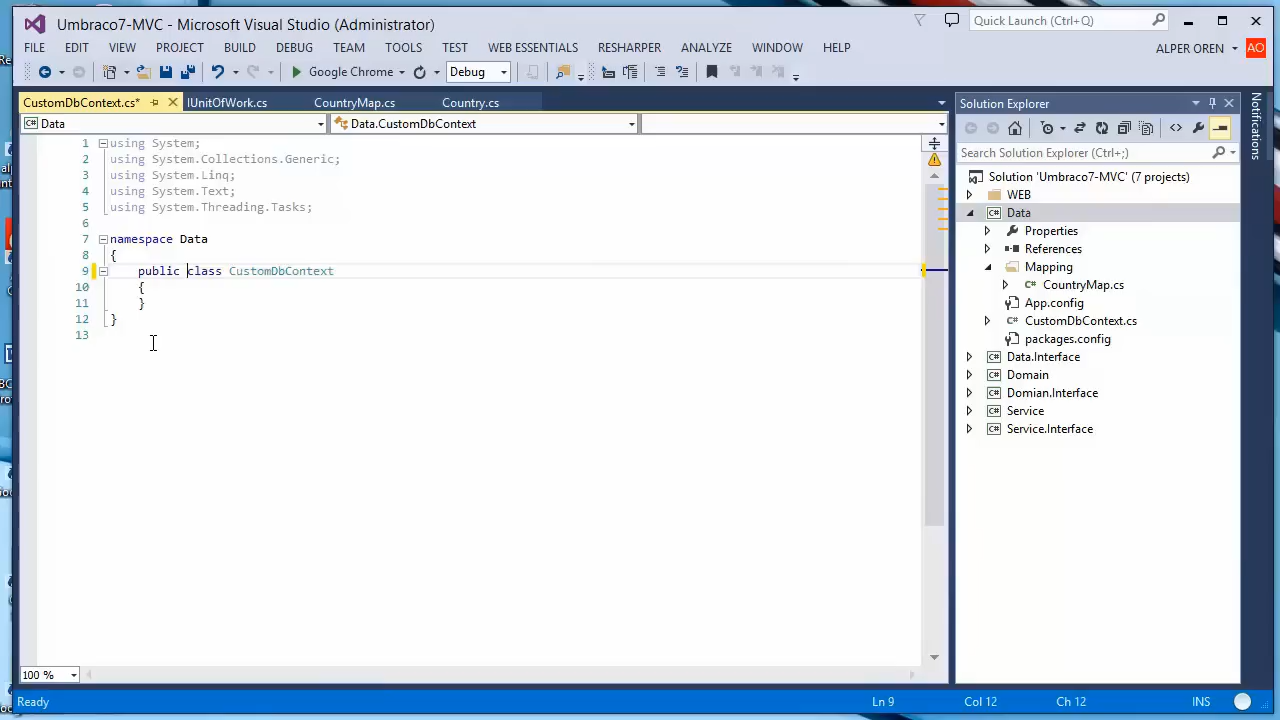 Umbraco7-MVC - Microsoft Visual Studio (Administrator)
Quick Launch (Ctrl+Q)
FILE EDIT VIEW PROJECT BUILD DEBUG TEAM TOOLS TEST WEB ESSENTIALS RESHARPER ANALYZE WINDOW HELP
ALPER OREN AO
Google Chrome Debug
CustomDbContext.cs* IUnitOfWork.cs CountryMap.cs Country.cs
Data Data.CustomDbContext
1 using System;
2 using System.Collections.Generic;
3 using System.Linq;
4 using System.Text;
5 using System.Threading.Tasks;
6
7 namespace Data
8 {
9 public class CustomDbContext
10 {
11 }
12 }
13
100 %
Solution Explorer
Search Solution Explorer (Ctrl+;)
Solution 'Umbraco7-MVC' (7 projects)
WEB
C# Data
Properties
References
Mapping
C# CountryMap.cs
App.config
C# CustomDbContext.cs
packages.config
C# Data.Interface
C# Domain
C# Domian.Interface
C# Service
C# Service.Interface
Notifications
Ready Ln 9 Col 12 Ch 12 INS